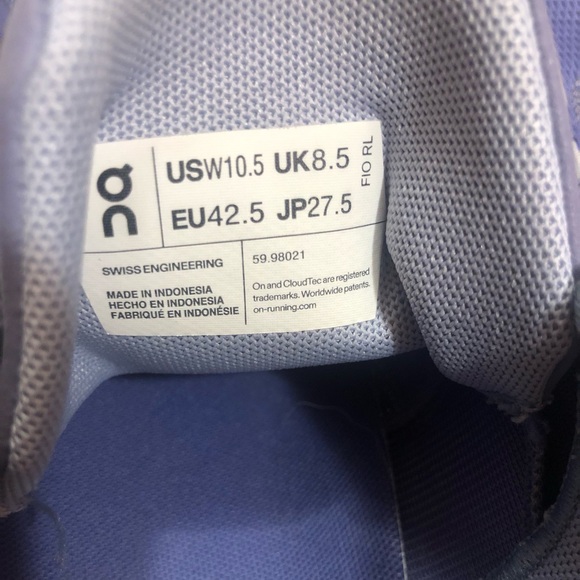 On
USW10.5 UK8.5
EU42.5 JP27.5
FIO RL
SWISS ENGINEERING
59.98021
MADE IN INDONESIA
HECHO EN INDONESIA
FABRIQUÉ EN INDONÉSIE
On and CloudTec are registered
trademarks. Worldwide patents.
on-running.com